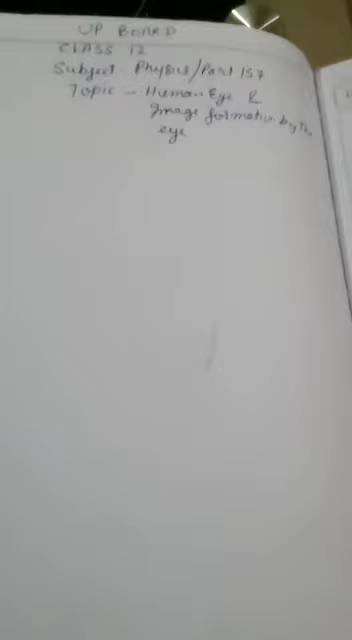 UP BOARD
CLASS 12
Subject - Physics/Part 157
Topic - Human Eye &
Image formation by the
eye